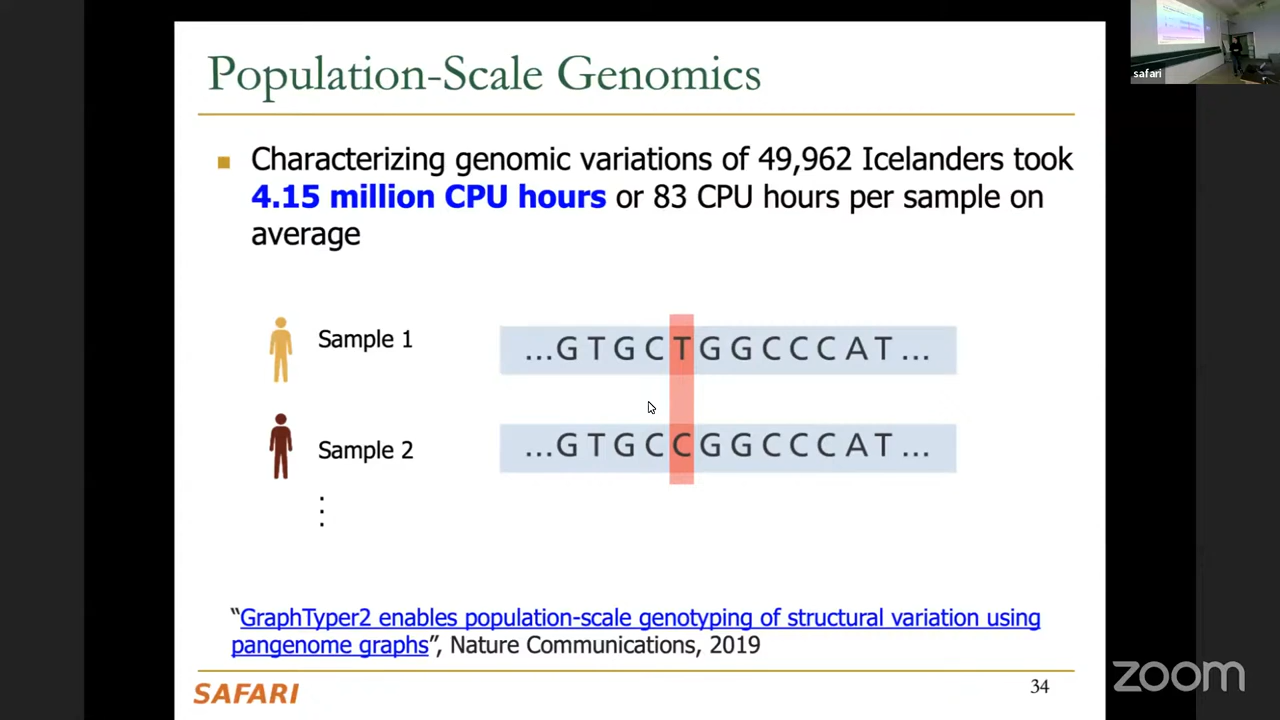 Population-Scale Genomics
safari
Characterizing genomic variations of 49,962 Icelanders took
4.15 million CPU hours or 83 CPU hours per sample on
average
Sample 1
...GTGCTGGCCCAT...
Sample 2
...GTGCCGGCCCAT...
“GraphTyper2 enables population-scale genotyping of structural variation using
pangenome graphs”, Nature Communications, 2019
SAFARI
34
zoom